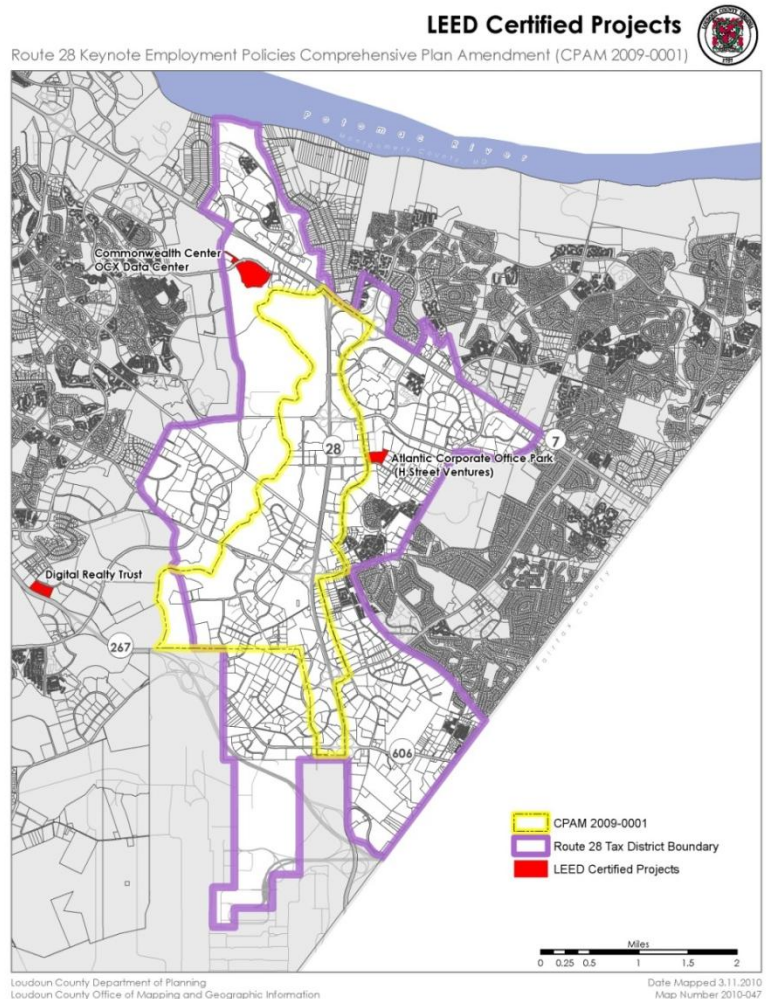 LEED Certified Projects
Route 28 Keynote Employment Policies Comprehensive Plan Amendment (CPAM 2009-0001)
Potomac River
Montgomery County, MD
Commonwealth Center
OCX Data Center
7
28
Atlantic Corporate Office Park
(H Street Ventures)
Digital Realty Trust
Fairfax County
267
606
CPAM 2009-0001
Route 28 Tax District Boundary
LEED Certified Projects
Miles
0 0.25 0.5 1 1.5 2
Loudoun County Department of Planning
Loudoun County Office of Mapping and Geographic Information
Date Mapped 3.11.2010
Map Number 2010-047